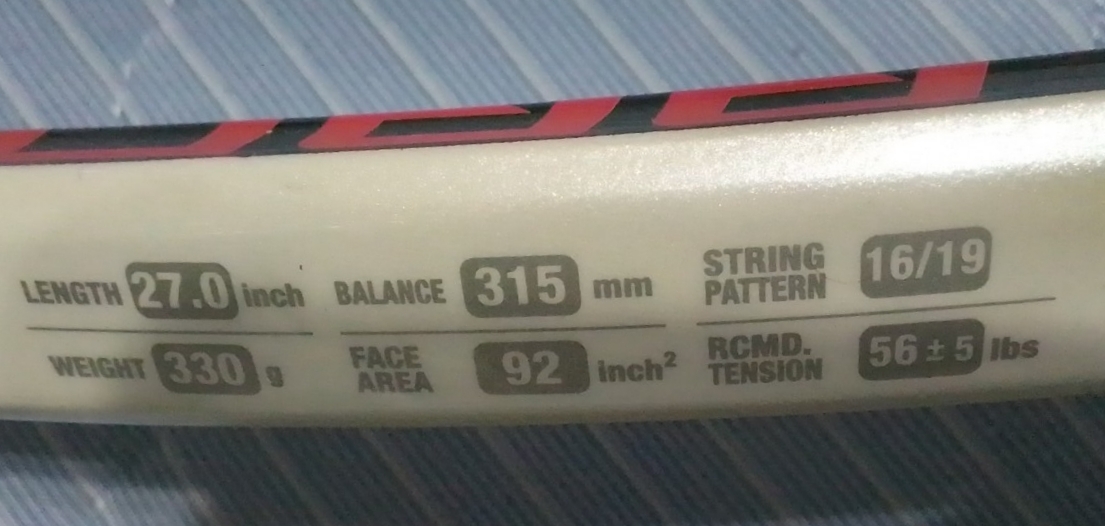 LENGTH 27.0 inch
WEIGHT 330 g
BALANCE 315 mm
FACE
AREA 92 inch²
STRING
PATTERN 16/19
RCMD.
TENSION 56 ± 5 lbs